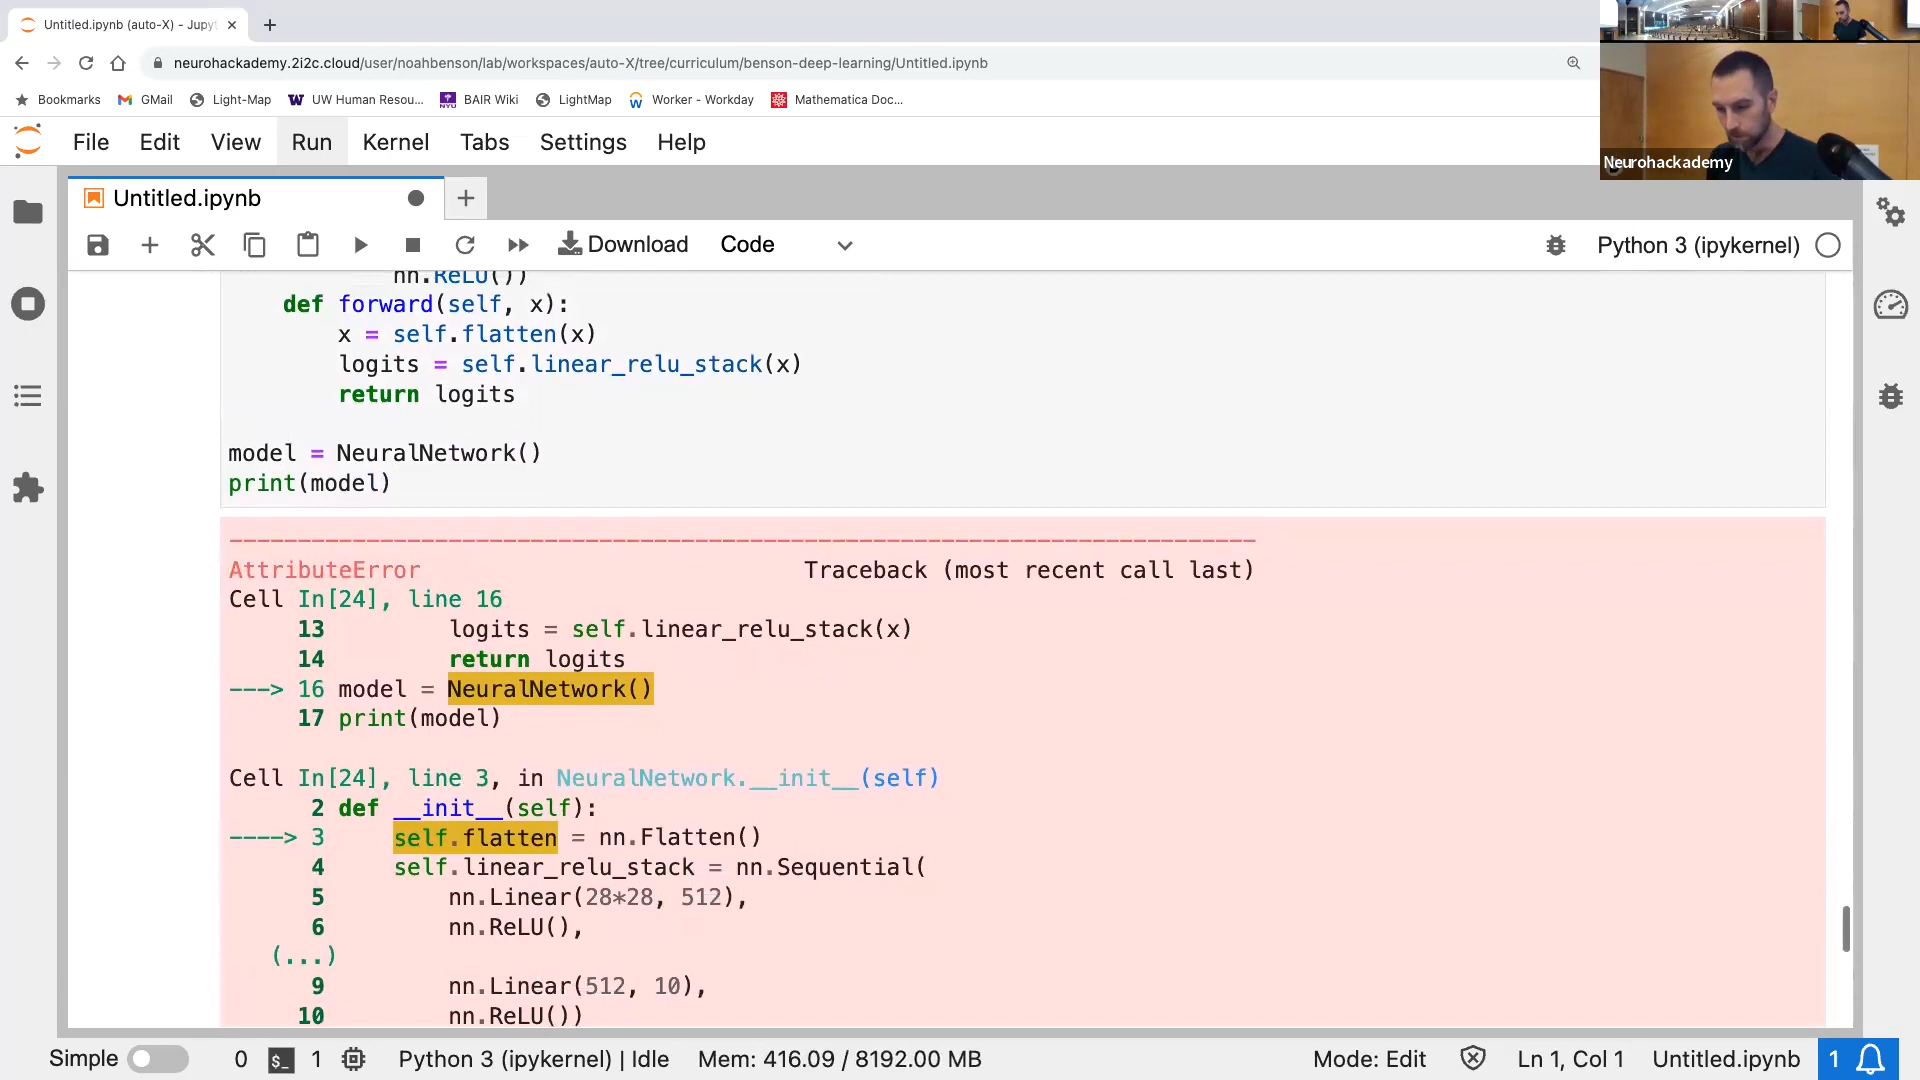 Untitled.ipynb (auto-X) - Jupyt
neurohackademy.2i2c.cloud/user/noahbenson/lab/workspaces/auto-X/tree/curriculum/benson-deep-learning/Untitled.ipynb
Bookmarks GMail Light-Map UW Human Resou... BAIR Wiki LightMap Worker - Workday Mathematica Doc...
File Edit View Run Kernel Tabs Settings Help
Neurohackademy
Untitled.ipynb
Download Code Python 3 (ipykernel)
nn.ReLU())
def forward(self, x):
x = self.flatten(x)
logits = self.linear_relu_stack(x)
return logits
model = NeuralNetwork()
print(model)
---------------------------------------------------------------------------
AttributeError Traceback (most recent call last)
Cell In[24], line 16
13 logits = self.linear_relu_stack(x)
14 return logits
---> 16 model = NeuralNetwork()
17 print(model)
Cell In[24], line 3, in NeuralNetwork.__init__(self)
2 def __init__(self):
----> 3 self.flatten = nn.Flatten()
4 self.linear_relu_stack = nn.Sequential(
5 nn.Linear(28*28, 512),
6 nn.ReLU(),
(...)
9 nn.Linear(512, 10),
10 nn.ReLU())
Simple 0 $_ 1 Python 3 (ipykernel) | Idle Mem: 416.09 / 8192.00 MB Mode: Edit Ln 1, Col 1 Untitled.ipynb 1